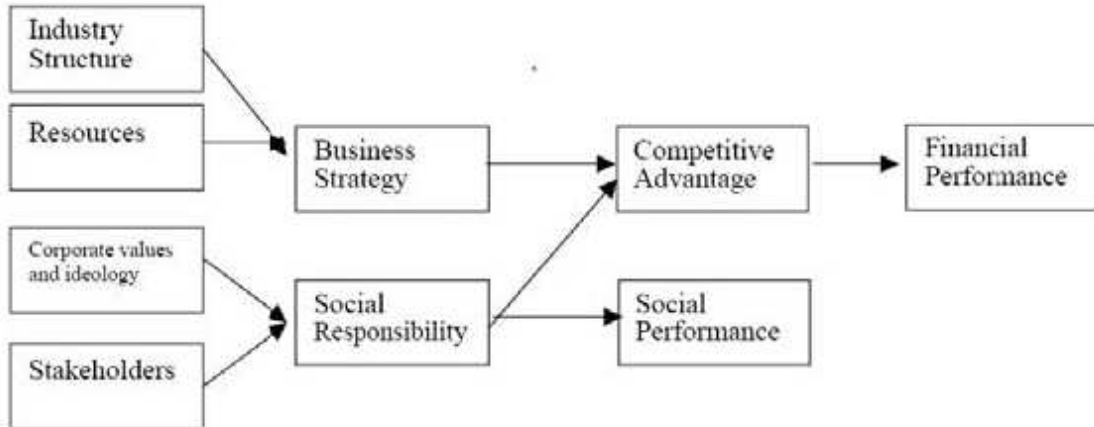 Industry
Structure
Resources
Business
Strategy
Competitive
Advantage
Financial
Performance
Corporate values
and ideology
Social
Responsibility
Social
Performance
Stakeholders